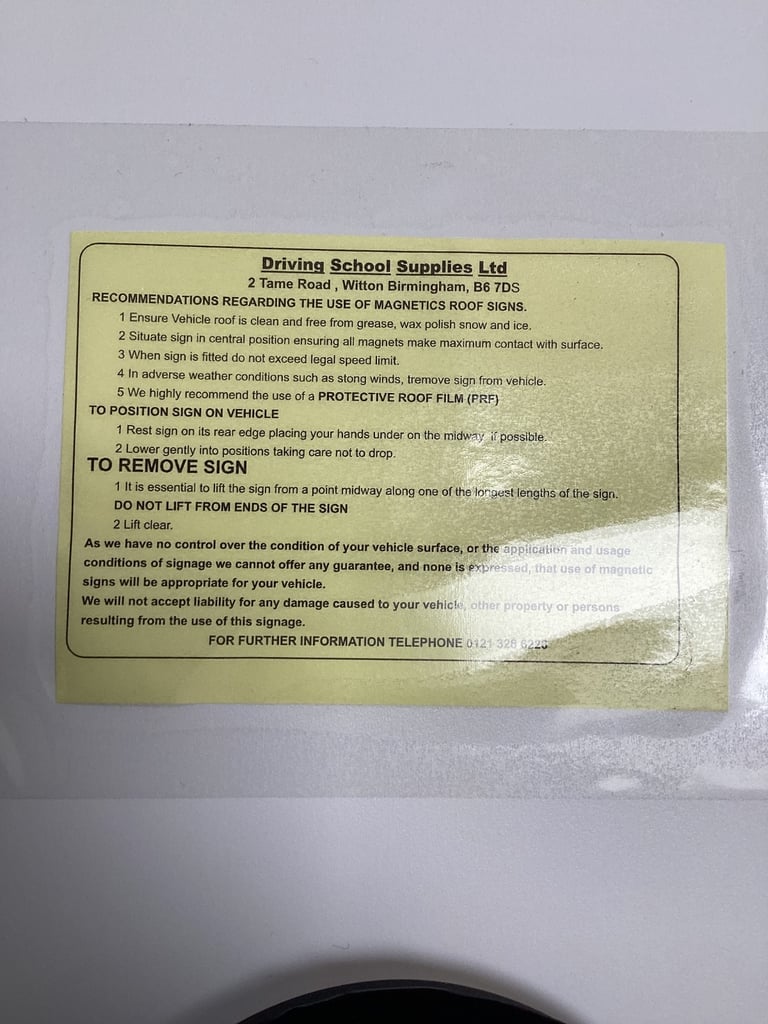 Driving School Supplies Ltd
2 Tame Road , Witton Birmingham, B6 7DS
RECOMMENDATIONS REGARDING THE USE OF MAGNETICS ROOF SIGNS.
1 Ensure Vehicle roof is clean and free from grease, wax polish snow and ice.
2 Situate sign in central position ensuring all magnets make maximum contact with surface.
3 When sign is fitted do not exceed legal speed limit.
4 In adverse weather conditions such as stong winds, tremove sign from vehicle.
5 We highly recommend the use of a PROTECTIVE ROOF FILM (PRF)
TO POSITION SIGN ON VEHICLE
1 Rest sign on its rear edge placing your hands under on the midway if possible.
2 Lower gently into positions taking care not to drop.
TO REMOVE SIGN
1 It is essential to lift the sign from a point midway along one of the longest lengths of the sign.
DO NOT LIFT FROM ENDS OF THE SIGN
2 Lift clear.
As we have no control over the condition of your vehicle surface, or the application and usage
conditions of signage we cannot offer any guarantee, and none is expressed, that use of magnetic
signs will be appropriate for your vehicle.
We will not accept liability for any damage caused to your vehicle, other property or persons
resulting from the use of this signage.
FOR FURTHER INFORMATION TELEPHONE 0121 328 6226